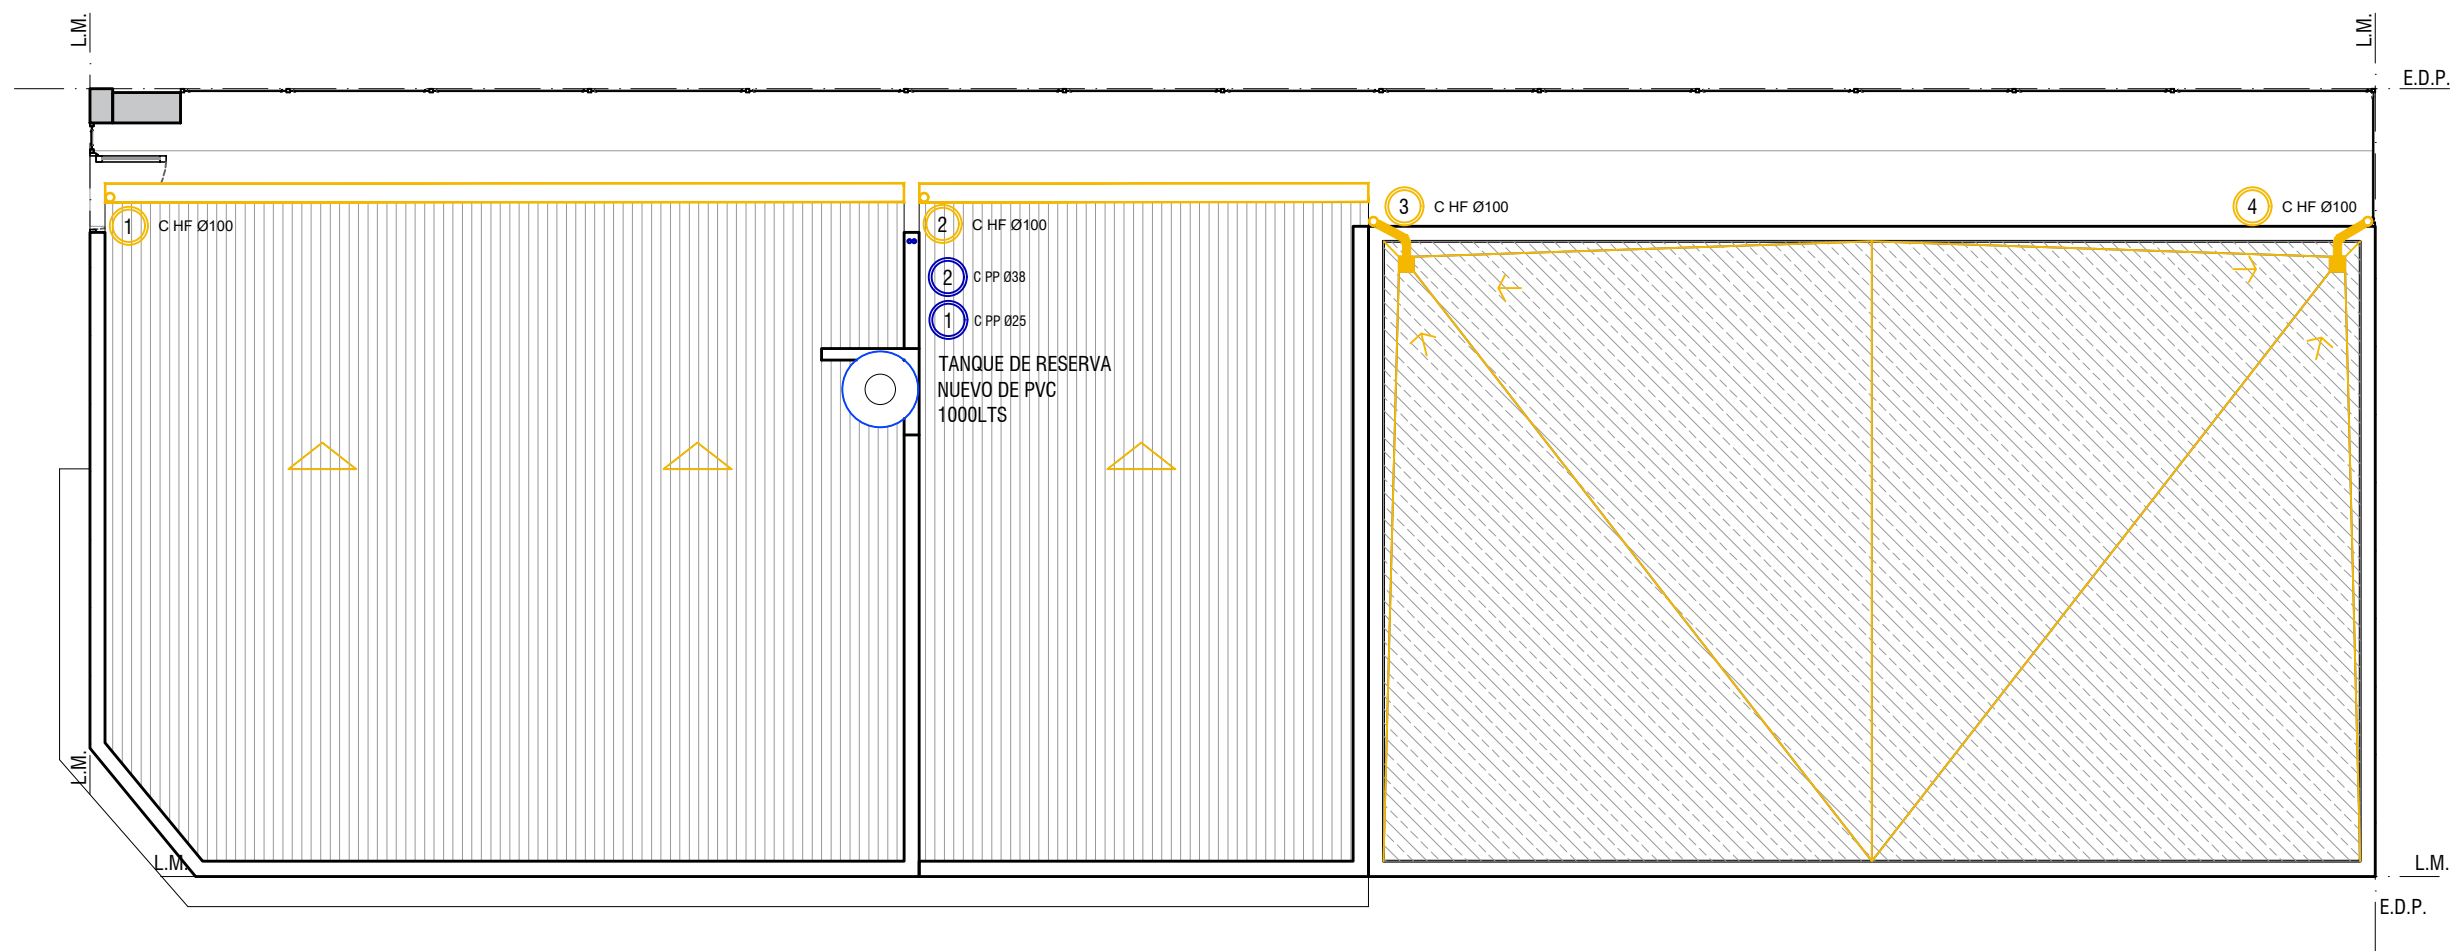 L.M.
L.M.
E.D.P.
1 C HF Ø100
2 C HF Ø100
3 C HF Ø100
4 C HF Ø100
2 C PP Ø38
1 C PP Ø25
TANQUE DE RESERVA
NUEVO DE PVC
1000LTS
L.M.
L.M.
L.M.
E.D.P.